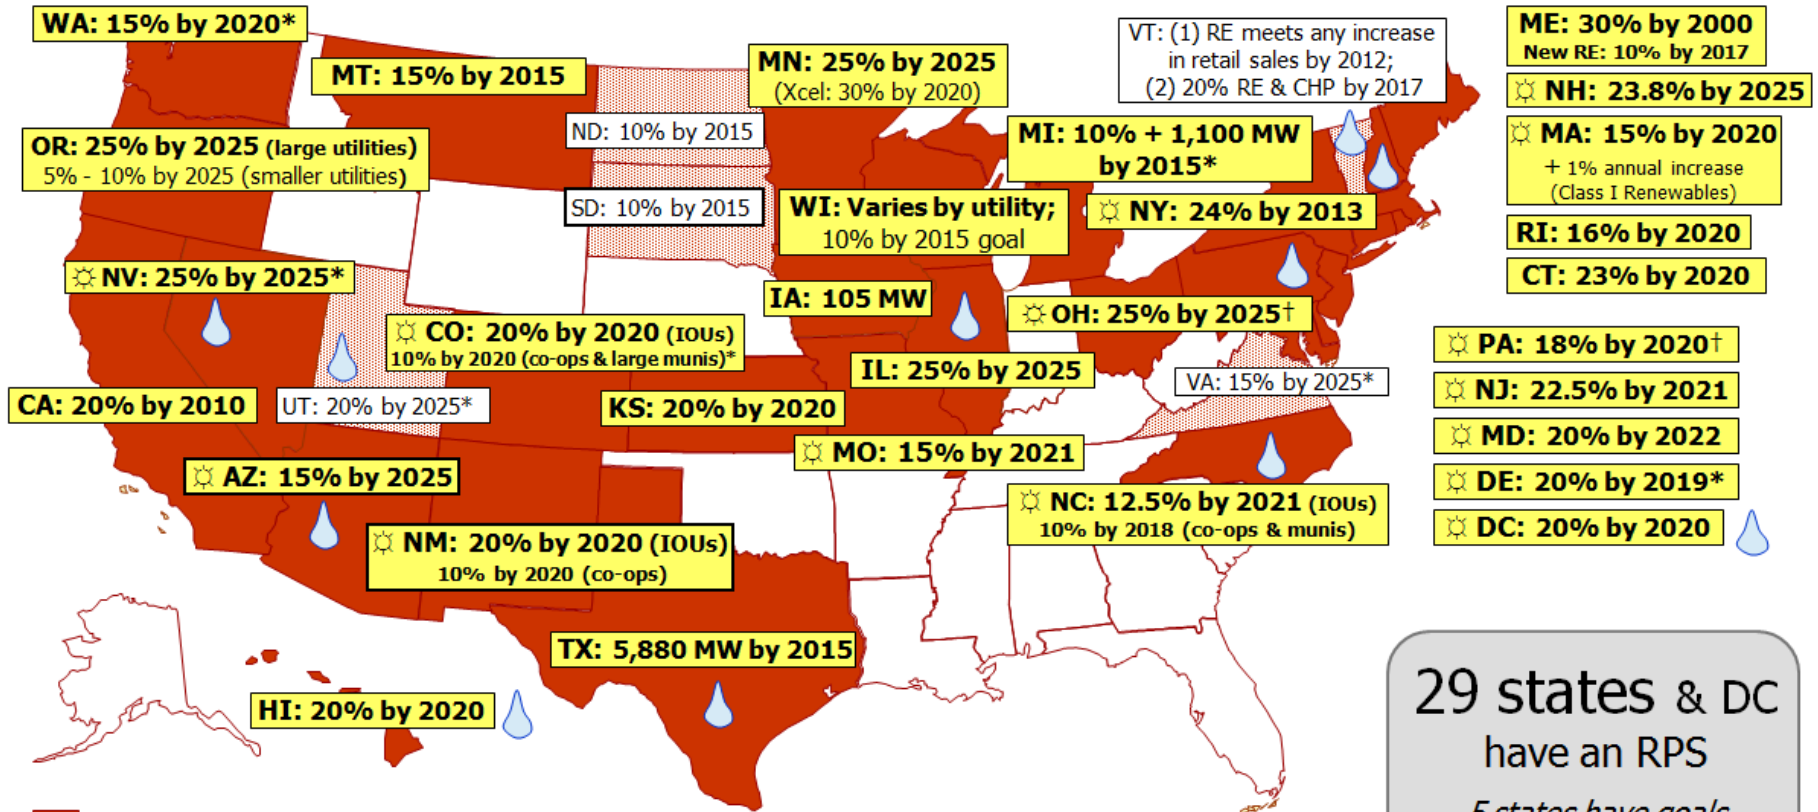 WA: 15% by 2020*
MT: 15% by 2015
MN: 25% by 2025
(Xcel: 30% by 2020)
VT: (1) RE meets any increase
in retail sales by 2012;
(2) 20% RE & CHP by 2017
ME: 30% by 2000
New RE: 10% by 2017
☼ NH: 23.8% by 2025
☼ MA: 15% by 2020
+ 1% annual increase
(Class I Renewables)
RI: 16% by 2020
CT: 23% by 2020
OR: 25% by 2025 (large utilities)
5% - 10% by 2025 (smaller utilities)
ND: 10% by 2015
SD: 10% by 2015
MI: 10% + 1,100 MW
by 2015*
WI: Varies by utility;
10% by 2015 goal
☼ NY: 24% by 2013
☼ NV: 25% by 2025*
IA: 105 MW
☼ OH: 25% by 2025†
☼ CO: 20% by 2020 (IOUs)
10% by 2020 (co-ops & large munis)*
IL: 25% by 2025
VA: 15% by 2025*
CA: 20% by 2010
UT: 20% by 2025*
KS: 20% by 2020
☼ MO: 15% by 2021
☼ AZ: 15% by 2025
☼ NC: 12.5% by 2021 (IOUs)
10% by 2018 (co-ops & munis)
☼ NM: 20% by 2020 (IOUs)
10% by 2020 (co-ops)
☼ PA: 18% by 2020†
☼ NJ: 22.5% by 2021
☼ MD: 20% by 2022
☼ DE: 20% by 2019*
☼ DC: 20% by 2020
TX: 5,880 MW by 2015
HI: 20% by 2020
29 states & DC
have an RPS
5 states have goals